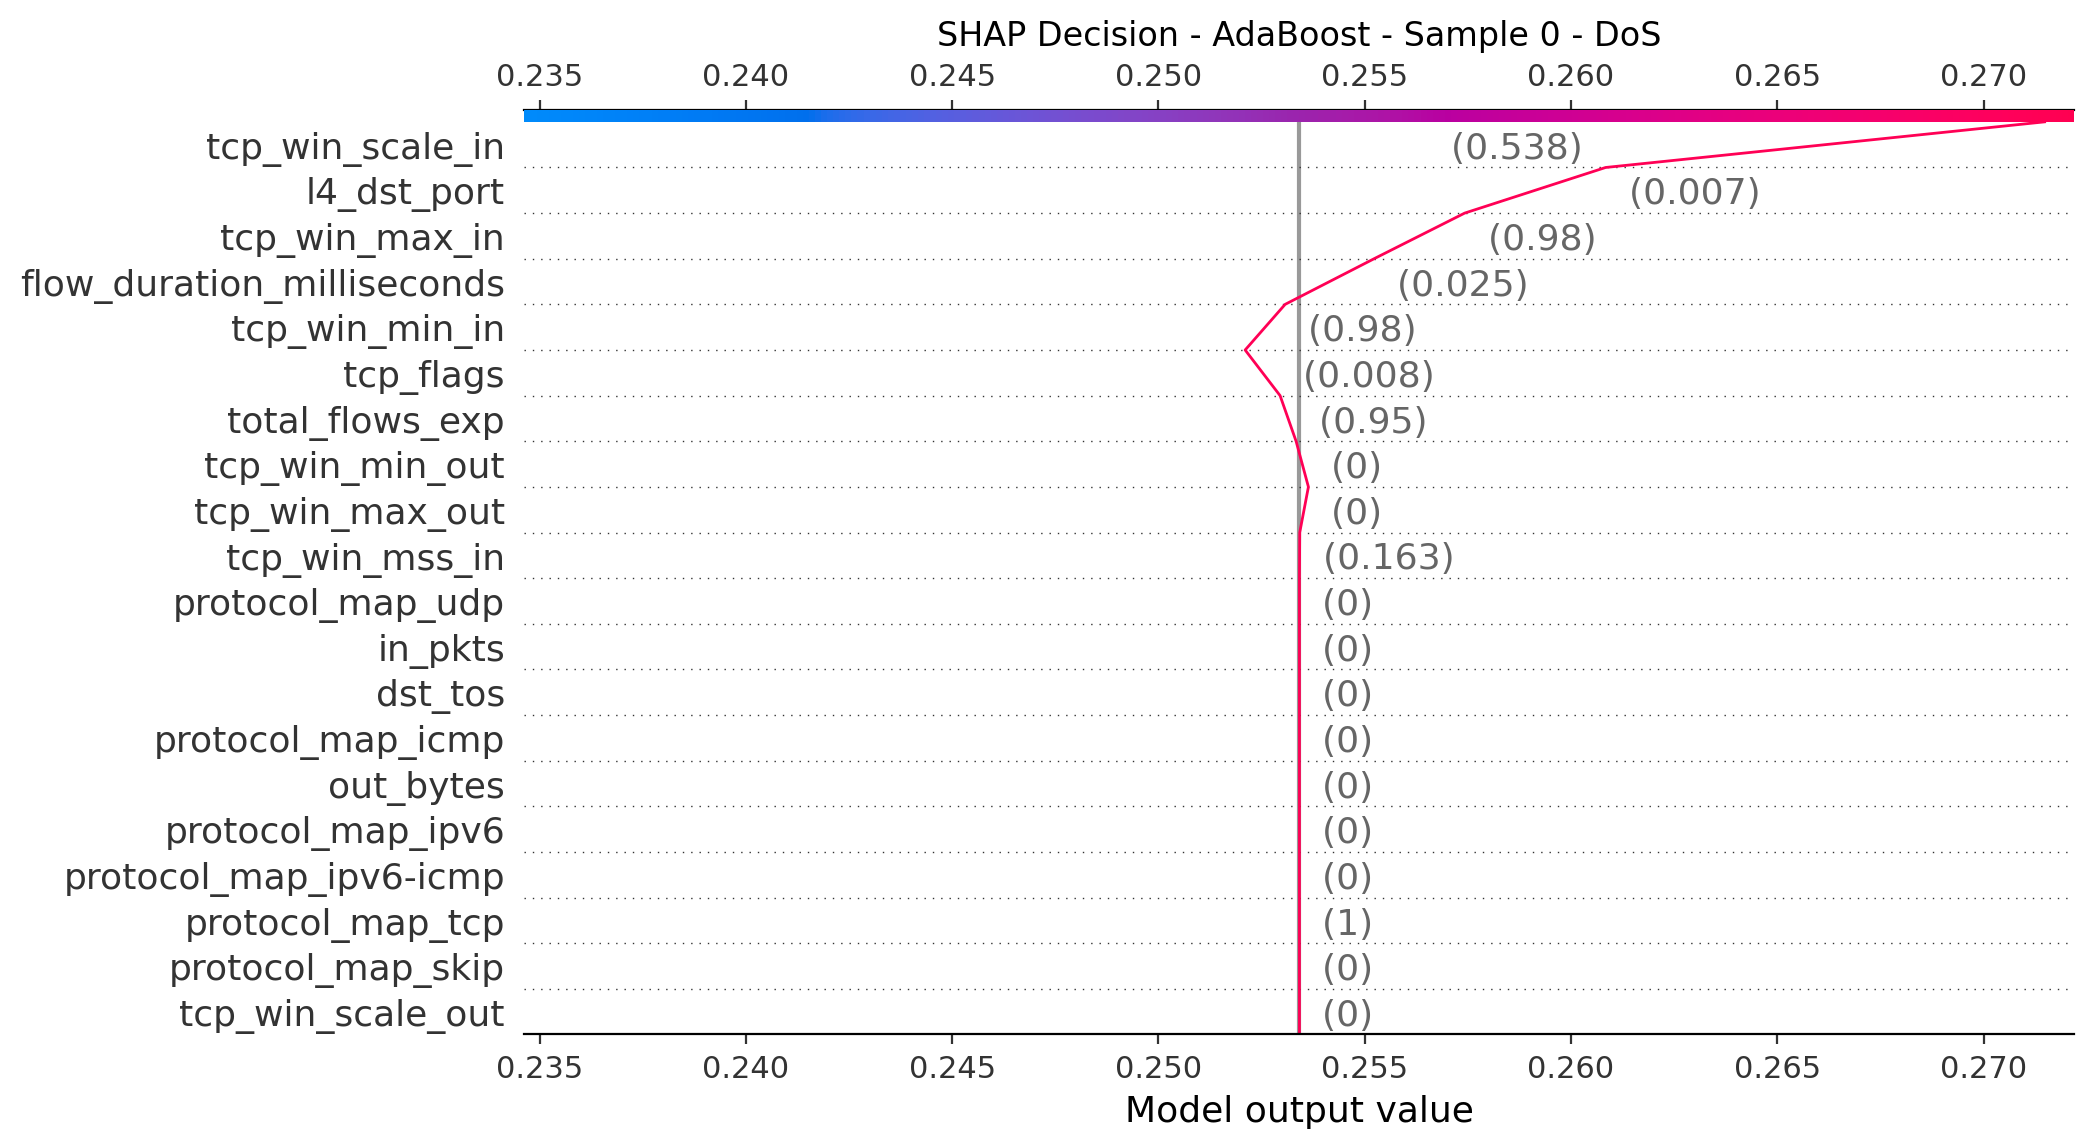 SHAP Decision - AdaBoost - Sample 0 - DoS
0.235 0.240 0.245 0.250 0.255 0.260 0.265 0.270
tcp_win_scale_in (0.538)
l4_dst_port (0.007)
tcp_win_max_in (0.98)
flow_duration_milliseconds (0.025)
tcp_win_min_in (0.98)
tcp_flags (0.008)
total_flows_exp (0.95)
tcp_win_min_out (0)
tcp_win_max_out (0)
tcp_win_mss_in (0.163)
protocol_map_udp (0)
in_pkts (0)
dst_tos (0)
protocol_map_icmp (0)
out_bytes (0)
protocol_map_ipv6 (0)
protocol_map_ipv6-icmp (0)
protocol_map_tcp (1)
protocol_map_skip (0)
tcp_win_scale_out (0)
0.235 0.240 0.245 0.250 0.255 0.260 0.265 0.270
Model output value